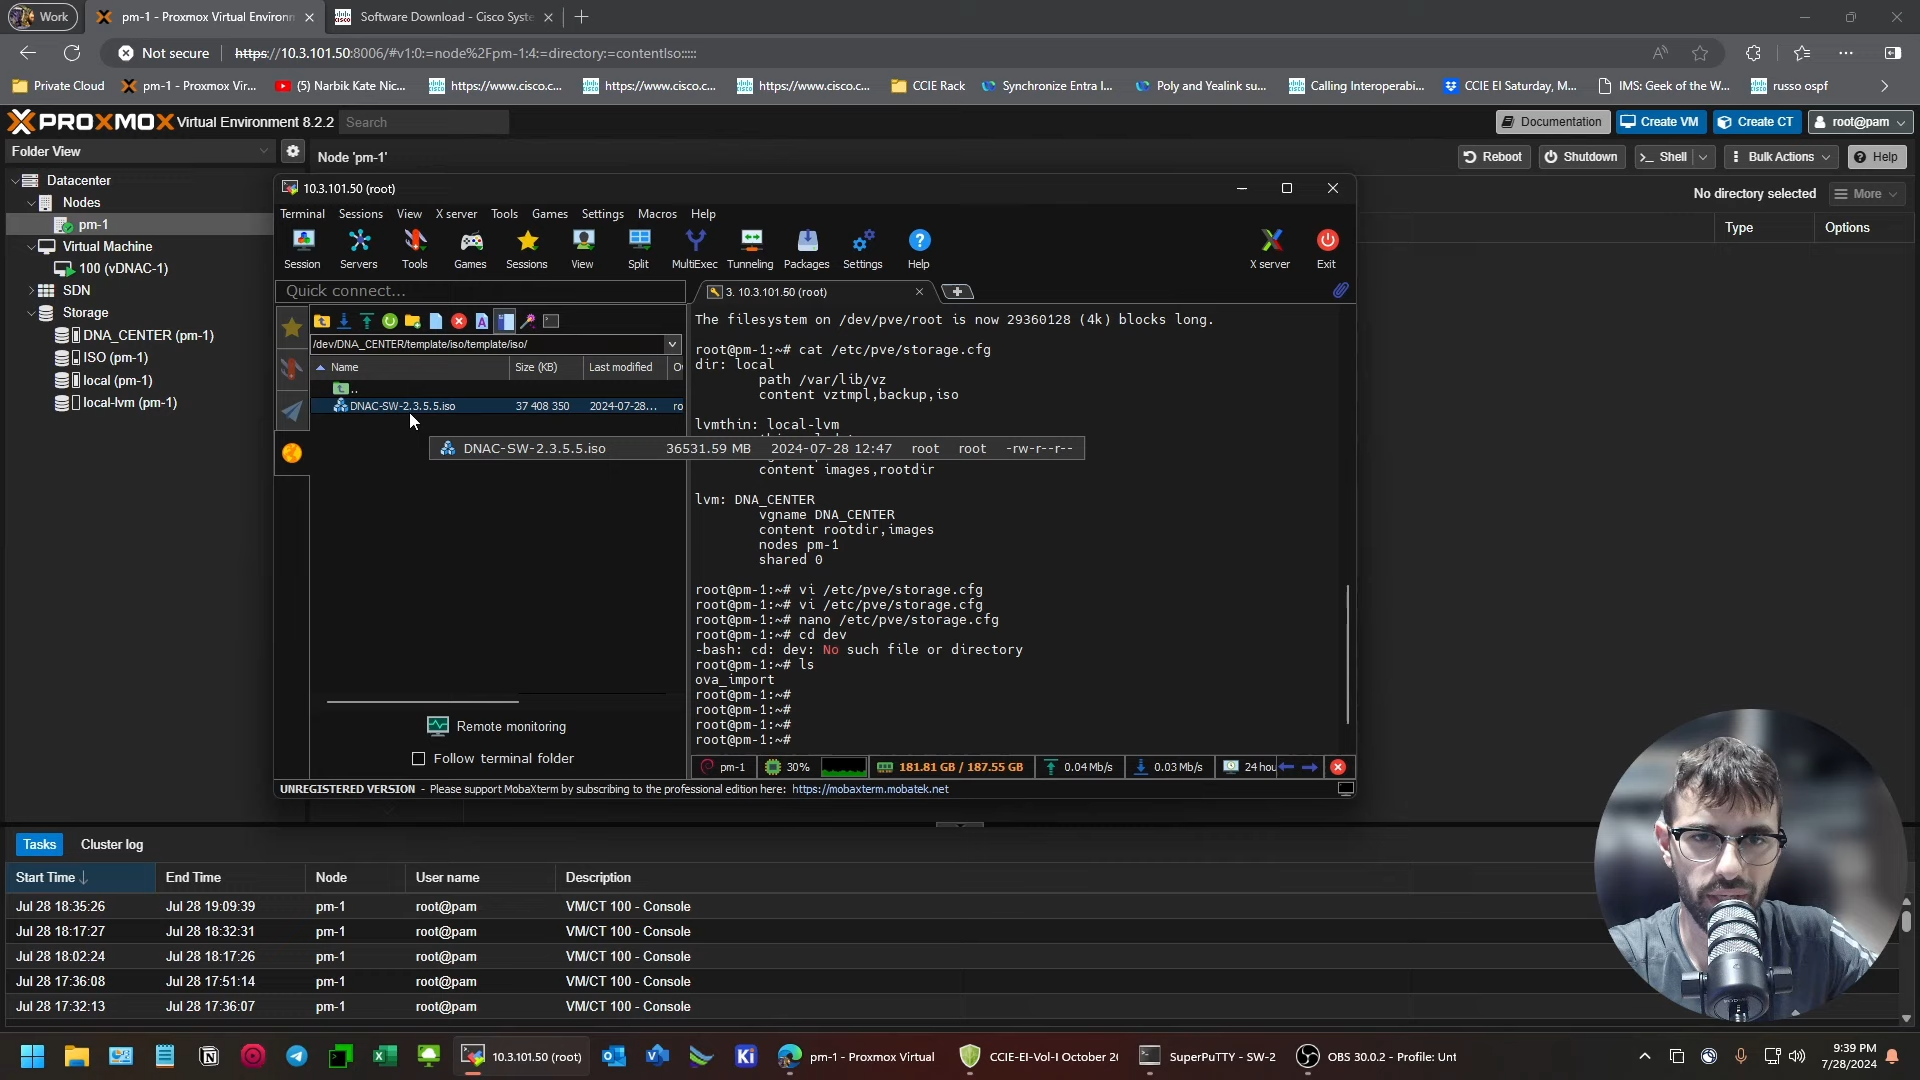 Work
pm-1 - Proxmox Virtual Environm
Software Download - Cisco Syste
Not secure
https://10.3.101.50:8006/#v1:0:=node%2Fpm-1:4:=directory:=contentIso:::::
Private Cloud
pm-1 - Proxmox Vir...
(5) Narbik Kate Nic...
https://www.cisco.c...
https://www.cisco.c...
https://www.cisco.c...
CCIE Rack
Synchronize Entra I...
Poly and Yealink su...
Calling Interoperabi...
CCIE EI Saturday, M...
IMS: Geek of the W...
russo ospf
PROXMOX Virtual Environment 8.2.2
Search
Documentation
Create VM
Create CT
root@pam
Folder View
Node 'pm-1'
Reboot
Shutdown
Shell
Bulk Actions
Help
Datacenter
Nodes
pm-1
Virtual Machine
100 (vDNAC-1)
SDN
Storage
DNA_CENTER (pm-1)
ISO (pm-1)
local (pm-1)
local-lvm (pm-1)
No directory selected
More
Type
Options
10.3.101.50 (root)
Terminal Sessions View X server Tools Games Settings Macros Help
Session Servers Tools Games Sessions View Split MultiExec Tunneling Packages Settings Help
X server Exit
Quick connect...
3. 10.3.101.50 (root)
/dev/DNA_CENTER/template/iso/template/iso/
Name
Size (KB)
Last modified
..
DNAC-SW-2.3.5.5.iso 37 408 350 2024-07-28... ro
DNAC-SW-2.3.5.5.iso 36531.59 MB 2024-07-28 12:47 root root -rw-r--r--
The filesystem on /dev/pve/root is now 29360128 (4k) blocks long.
root@pm-1:~# cat /etc/pve/storage.cfg
dir: local
path /var/lib/vz
content vztmpl,backup,iso
lvmthin: local-lvm
content images,rootdir
lvm: DNA_CENTER
vgname DNA_CENTER
content rootdir,images
nodes pm-1
shared 0
root@pm-1:~# vi /etc/pve/storage.cfg
root@pm-1:~# vi /etc/pve/storage.cfg
root@pm-1:~# nano /etc/pve/storage.cfg
root@pm-1:~# cd dev
-bash: cd: dev: No such file or directory
root@pm-1:~# ls
ova_import
root@pm-1:~#
root@pm-1:~#
root@pm-1:~#
root@pm-1:~#
Remote monitoring
Follow terminal folder
pm-1
30%
181.81 GB / 187.55 GB
0.04 Mb/s
0.03 Mb/s
24 hou
UNREGISTERED VERSION - Please support MobaXterm by subscribing to the professional edition here: https://mobaxterm.mobatek.net
Tasks
Cluster log
Start Time
End Time
Node
User name
Description
Jul 28 18:35:26 Jul 28 19:09:39 pm-1 root@pam VM/CT 100 - Console
Jul 28 18:17:27 Jul 28 18:32:31 pm-1 root@pam VM/CT 100 - Console
Jul 28 18:02:24 Jul 28 18:17:26 pm-1 root@pam VM/CT 100 - Console
Jul 28 17:36:08 Jul 28 17:51:14 pm-1 root@pam VM/CT 100 - Console
Jul 28 17:32:13 Jul 28 17:36:07 pm-1 root@pam VM/CT 100 - Console
10.3.101.50 (root)
Ki
pm-1 - Proxmox Virtual
CCIE-EI-Vol-I October 2
SuperPuTTY - SW-2
OBS 30.0.2 - Profile: Unt
9:39 PM
7/28/2024